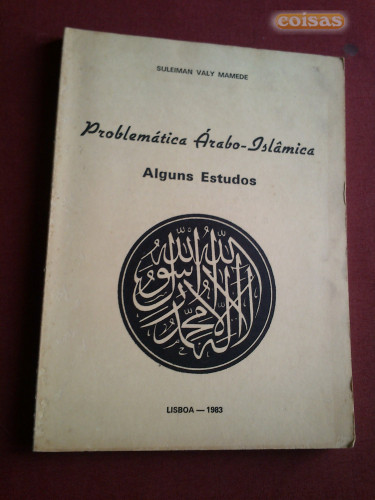 coisas
SULEIMAN VALY MAMEDE
Problemática Árabo-Islâmica
Alguns Estudos
لا إله إلا الله محمد رسول الله
LISBOA — 1983